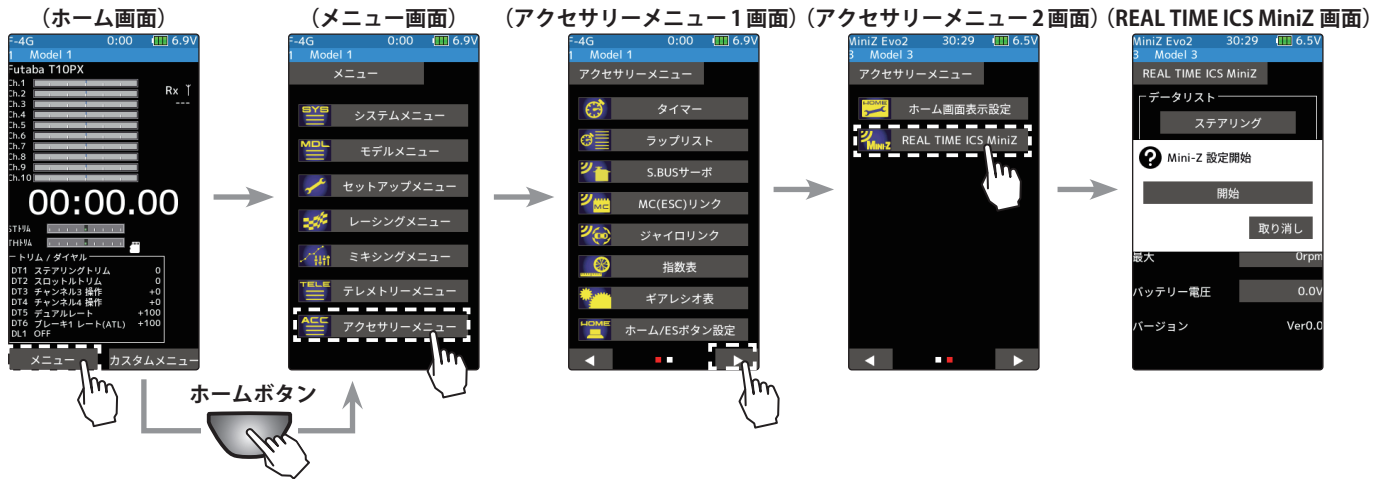 (ホーム画面)
F-4G 0:00 6.9V
1 Model 1
Futaba T10PX
Ch.1
Ch.2
Ch.3
Ch.4
Ch.5
Ch.6
Ch.7
Ch.8
Ch.9
Ch.10
Rx
---
00:00.00
STトリム
THトリム
トリム / ダイヤル
DT1 ステアリングトリム 0
DT2 スロットルトリム 0
DT3 チャンネル3 操作 +0
DT4 チャンネル4 操作 +0
DT5 デュアルレート +100
DT6 ブレーキ1 レート(ATL) +100
DL1 OFF
メニュー カスタムメニュー
ホームボタン
(メニュー画面)
F-4G 0:00 6.9V
1 Model 1
メニュー
SYS システムメニュー
MDL モデルメニュー
セットアップメニュー
レーシングメニュー
ミキシングメニュー
TELE テレメトリーメニュー
ACC アクセサリーメニュー
(アクセサリーメニュー 1 画面)
F-4G 0:00 6.9V
1 Model 1
アクセサリーメニュー
タイマー
ラップリスト
S.BUSサーボ
MC MC(ESC)リンク
ジャイロリンク
指数表
ギアレシオ表
HOME ホーム/ESボタン設定
(アクセサリーメニュー 2 画面)
MiniZ Evo2 30:29 6.5V
3 Model 3
アクセサリーメニュー
HOME ホーム画面表示設定
MINI-Z REAL TIME ICS MiniZ
(REAL TIME ICS MiniZ 画面)
MiniZ Evo2 30:29 6.5V
3 Model 3
REAL TIME ICS MiniZ
データリスト
ステアリング
? Mini-Z 設定開始
開始
取り消し
最大 0rpm
バッテリー電圧 0.0V
バージョン Ver0.0